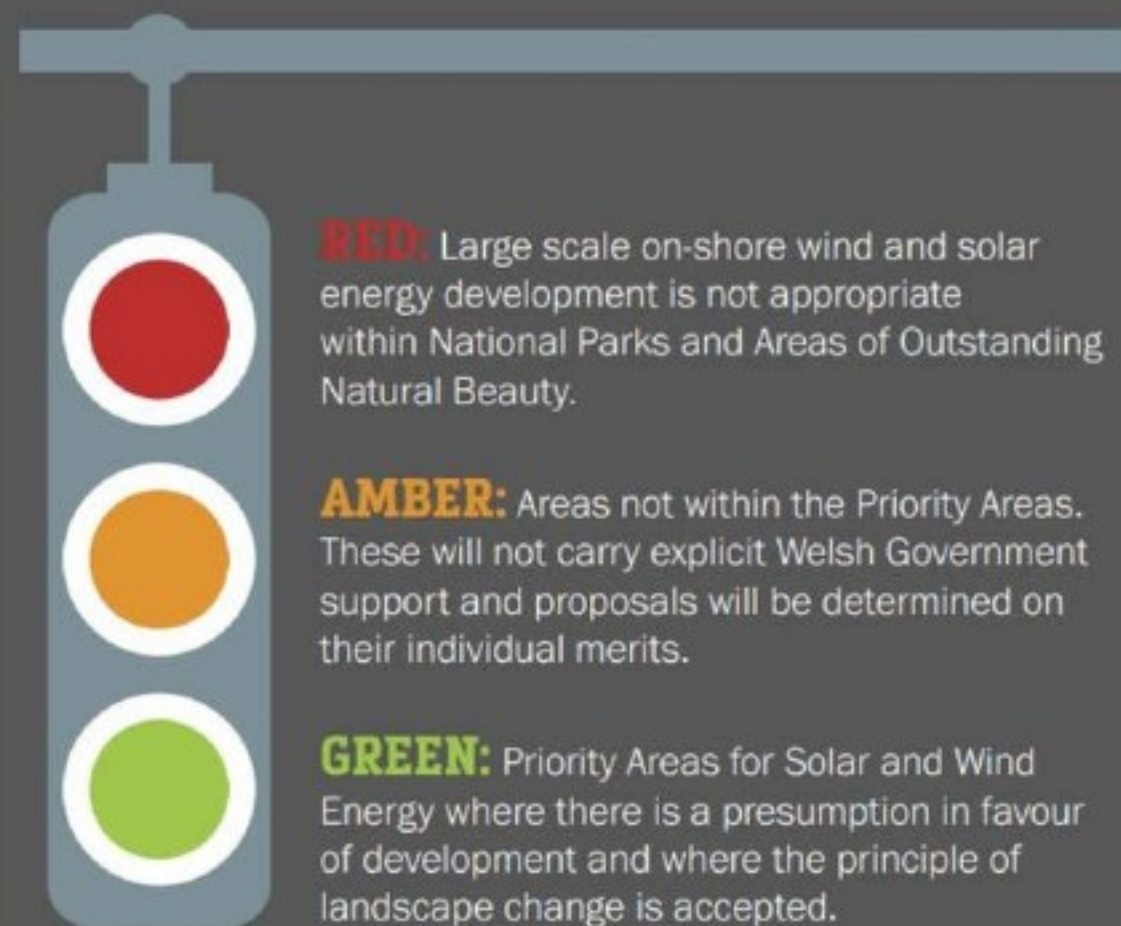 RED: Large scale on-shore wind and solar
energy development is not appropriate
within National Parks and Areas of Outstanding
Natural Beauty.
AMBER: Areas not within the Priority Areas.
These will not carry explicit Welsh Government
support and proposals will be determined on
their individual merits.
GREEN: Priority Areas for Solar and Wind
Energy where there is a presumption in favour
of development and where the principle of
landscape change is accepted.